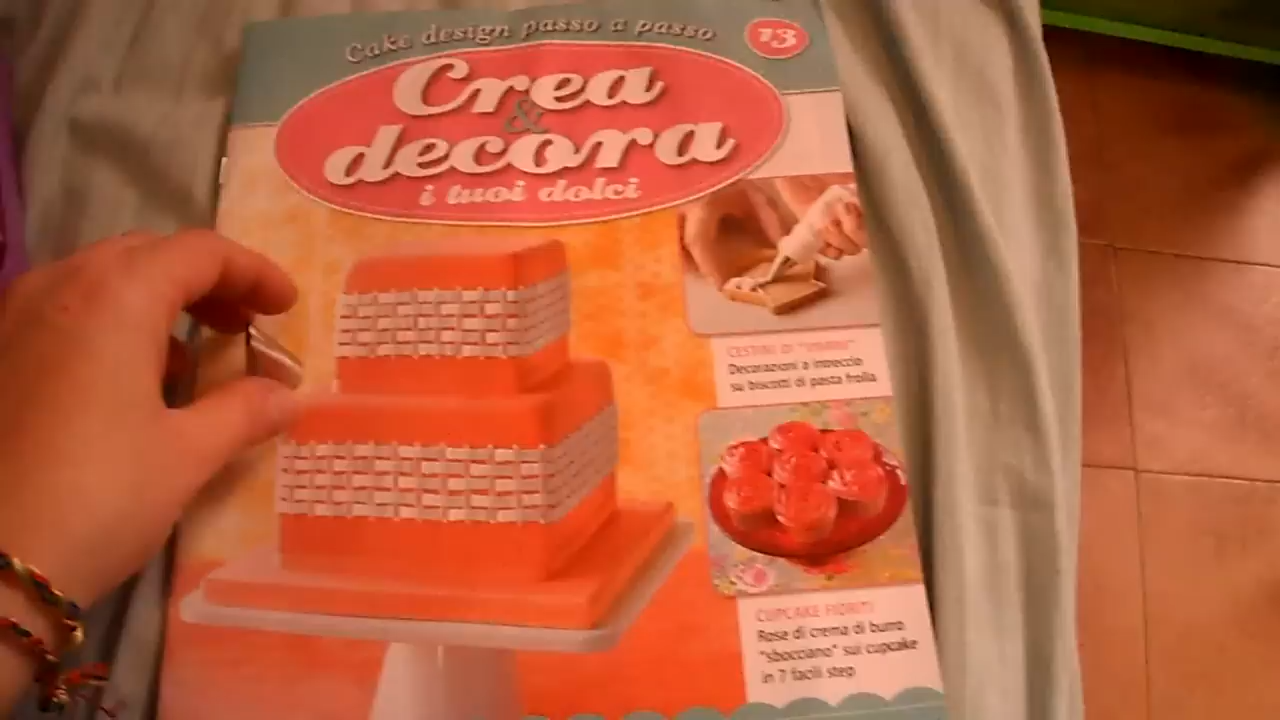 Cake design passo a passo
13
Crea
&
decora
i tuoi dolci
CESTINI DI "VIMINI"
Decorazioni a intreccio
su biscotti di pasta frolla
CUPCAKE FIORITI
Rose di crema di burro
"sbocciano" sui cupcake
in 7 facili step